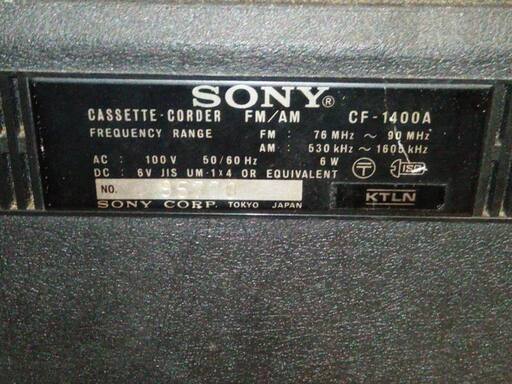 SONY®
CASSETTE-CORDER FM/AM CF-1400A
FREQUENCY RANGE FM : 76 MHz ~ 90 MHz
AM : 530 kHz ~ 1605 kHz
AC : 100 V 50/60 Hz 6 W
DC : 6V JIS UM-1×4 OR EQUIVALENT
NO.
SONY CORP. TOKYO JAPAN
KTLN